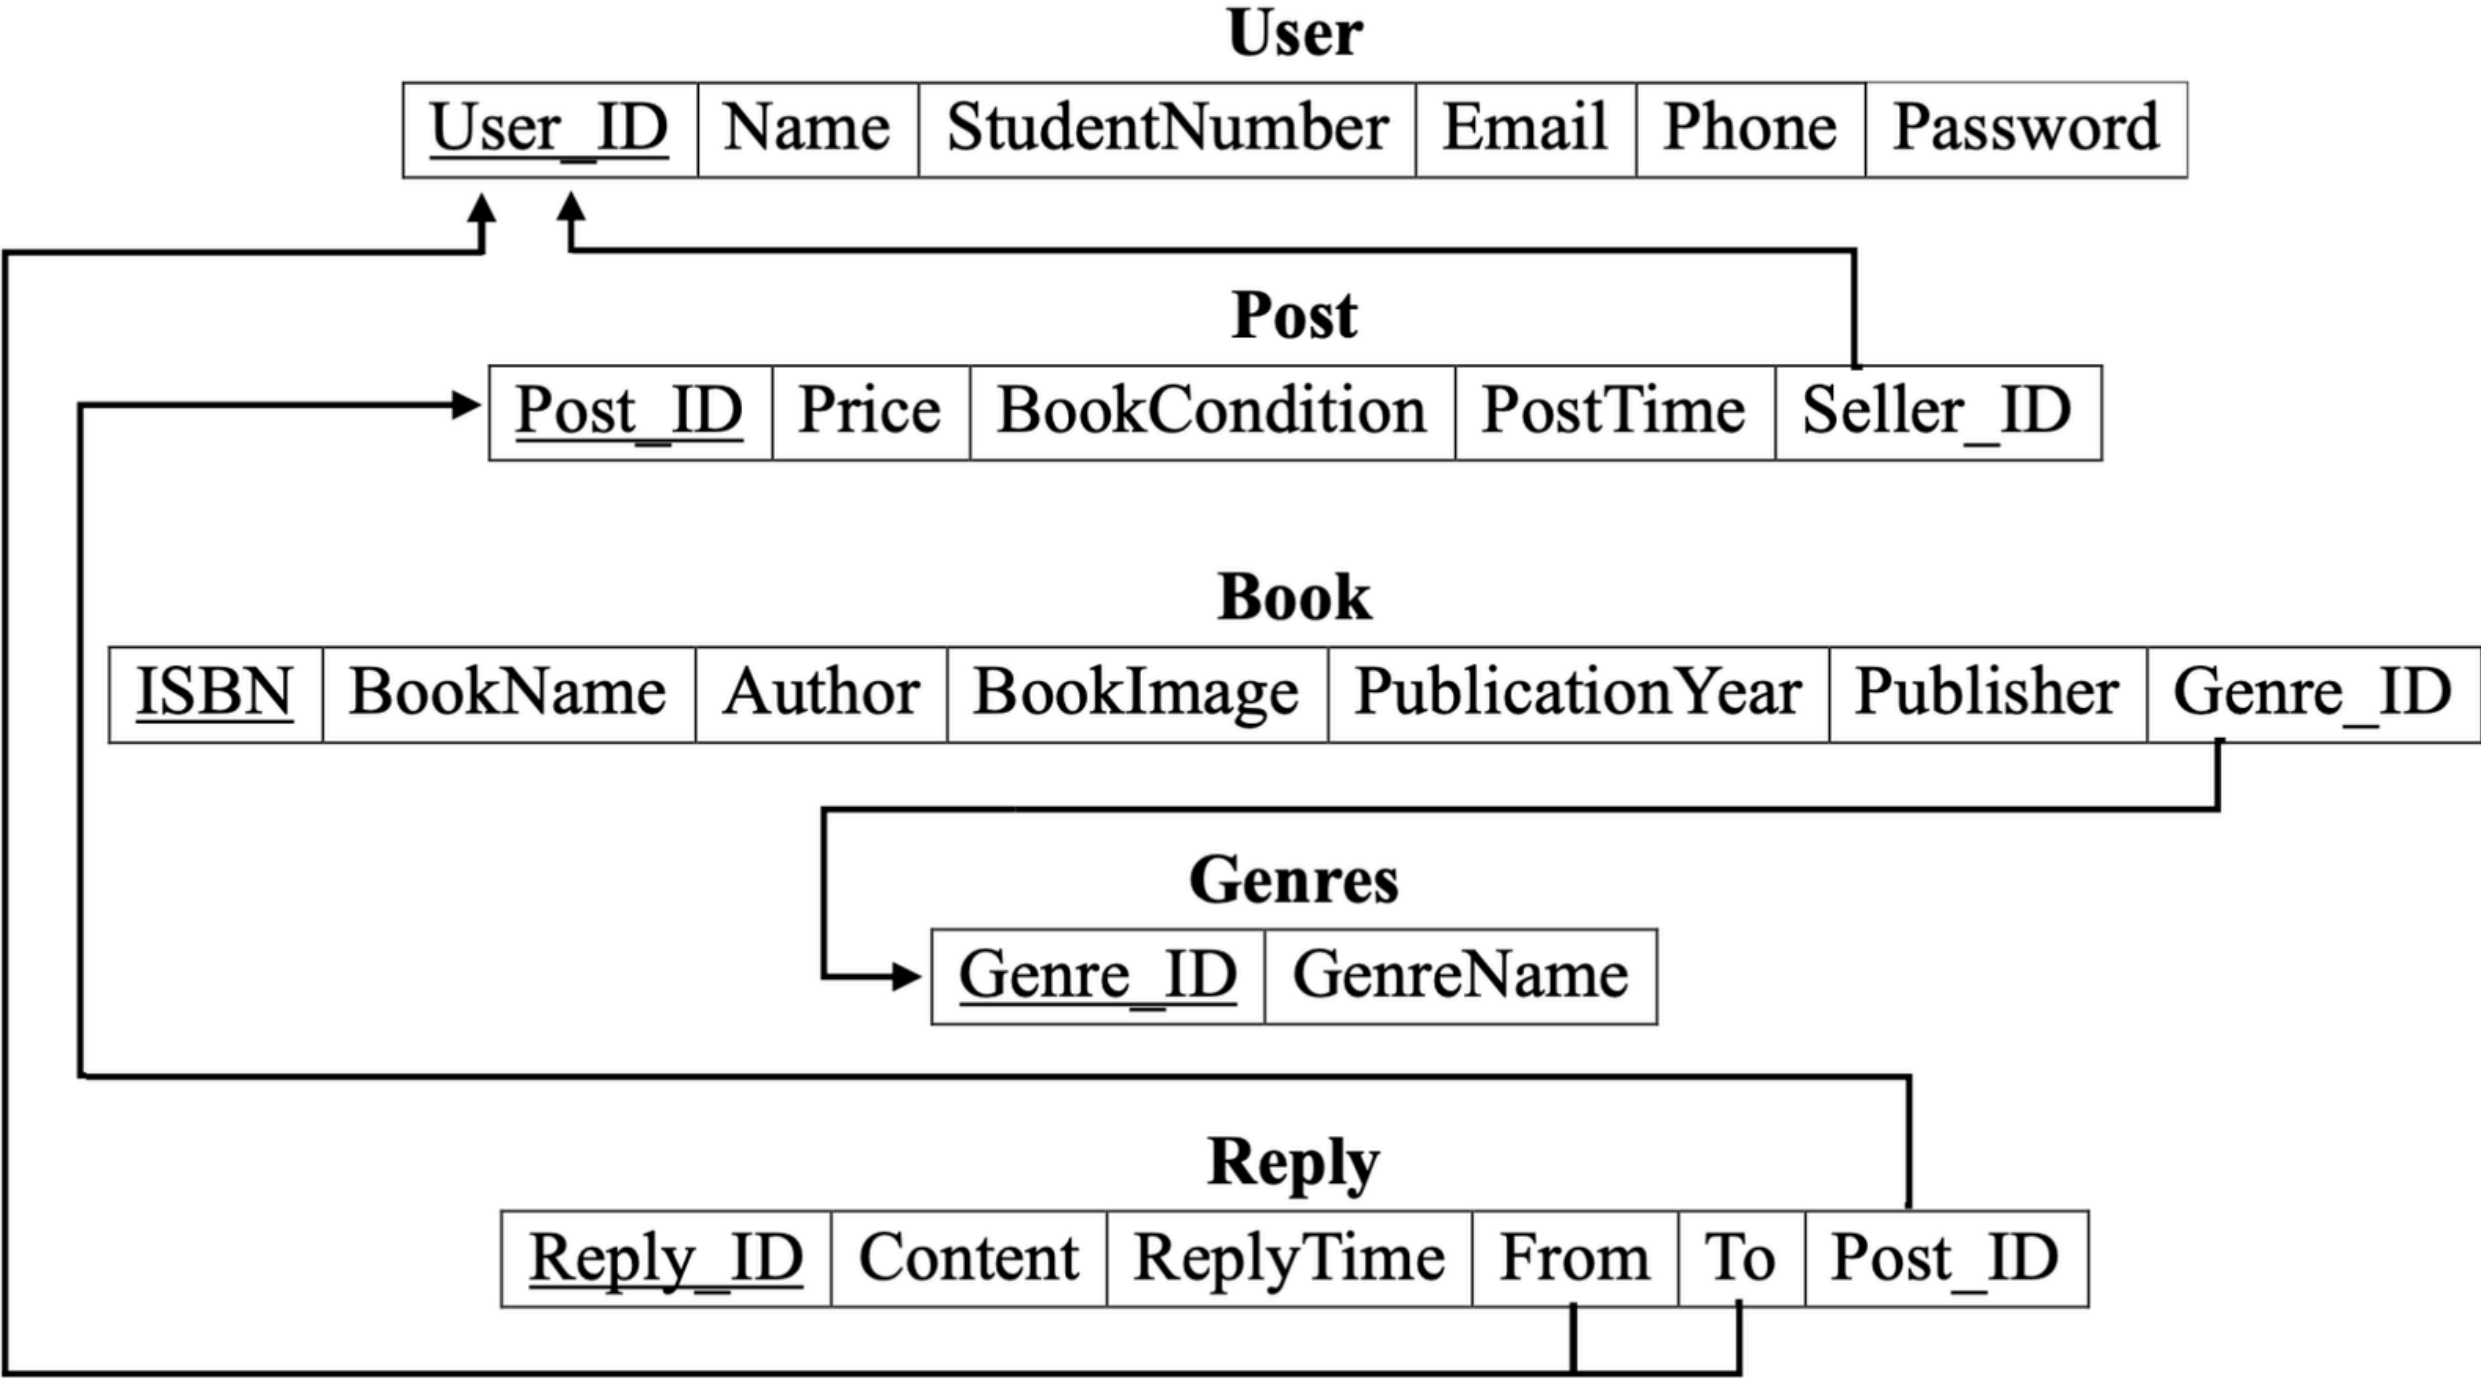 User
User_ID Name StudentNumber Email Phone Password
Post
Post_ID Price BookCondition PostTime Seller_ID
Book
ISBN BookName Author BookImage PublicationYear Publisher Genre_ID
Genres
Genre_ID GenreName
Reply
Reply_ID Content ReplyTime From To Post_ID